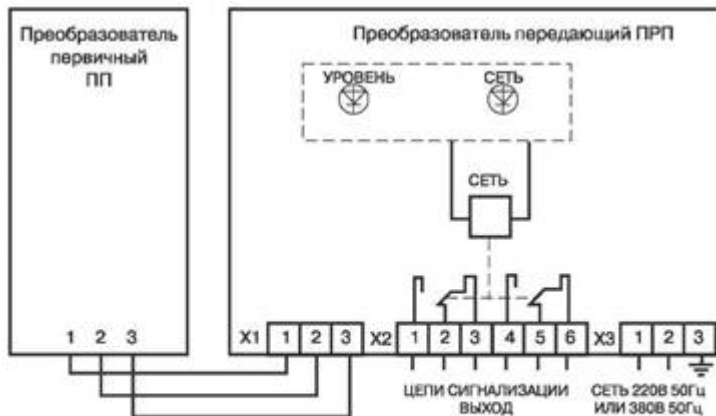 Преобразователь
первичный
ПП
Преобразователь передающий ПРП
УРОВЕНЬ
СЕТЬ
СЕТЬ
1 2 3
X1 1 2 3
X2 1 2 3 4 5 6
X3 1 2 3
ЦЕПИ СИГНАЛИЗАЦИИ
ВЫХОД
СЕТЬ 220В 50Гц
ИЛИ 380В 50Гц